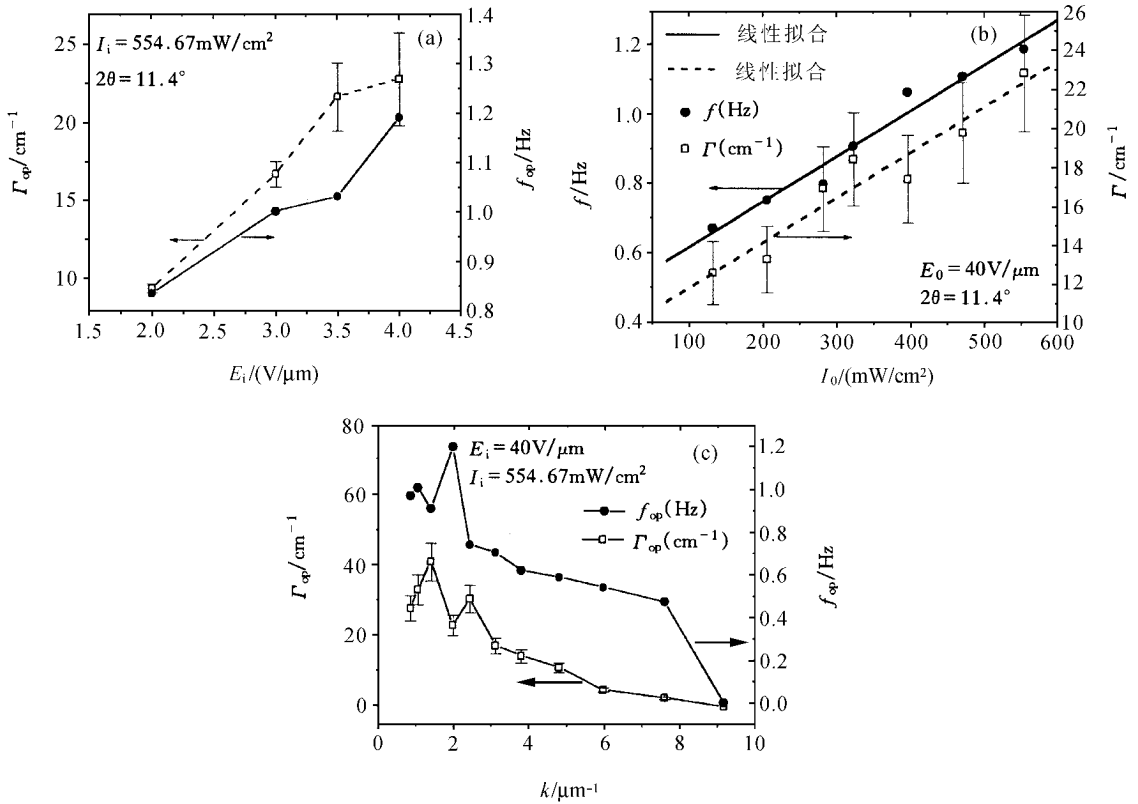 (a)
I_i = 554.67mW/cm²
2θ = 11.4°
Γ_op/cm⁻¹
25
20
15
10
f_op/Hz
1.4
1.3
1.2
1.1
1.0
0.9
0.8
1.5 2.0 2.5 3.0 3.5 4.0 4.5
E_i/(V/μm)
(b)
线性拟合
线性拟合
f(Hz)
Γ(cm⁻¹)
E_0 = 40V/μm
2θ = 11.4°
f/Hz
1.2
1.0
0.8
0.6
0.4
Γ/cm⁻¹
26
24
22
20
18
16
14
12
10
100 200 300 400 500 600
I_0/(mW/cm²)
(c)
E_i = 40V/μm
I_i = 554.67mW/cm²
f_op(Hz)
Γ_op(cm⁻¹)
Γ_op/cm⁻¹
80
60
40
20
0
f_op/Hz
1.2
1.0
0.8
0.6
0.4
0.2
0.0
0 2 4 6 8 10
k/μm⁻¹